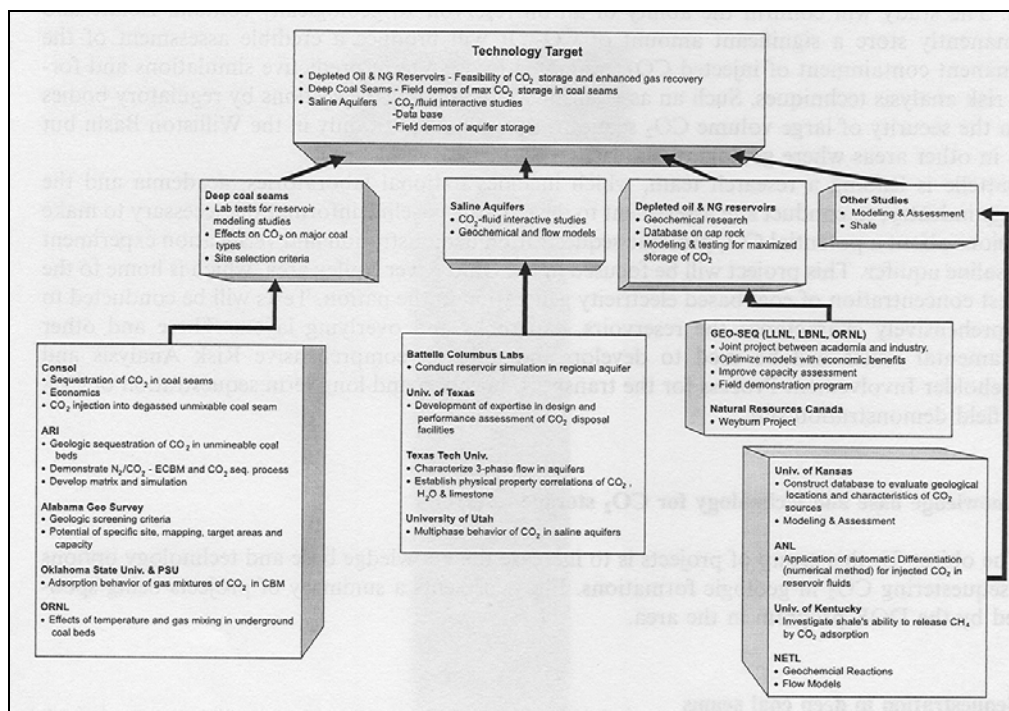 Technology Target
• Depleted Oil & NG Reservoirs - Feasibility of CO₂ storage and enhanced gas recovery
• Deep Coal Seams - Field demos of max CO₂ storage in coal seams
• Saline Aquifers - CO₂/fluid interactive studies
-Data base
-Field demos of aquifer storage
Deep coal seams
• Lab tests for reservoir
modeling studies
• Effects on CO₂ on major coal
types
• Site selection criteria
Saline Aquifers
• CO₂-fluid interface studies
• Database
• Geochemical and flow models
Depleted oil & NG reservoirs
• Geochemical research
• Database on cap rock
• Modeling & testing for maximized
storage of CO₂
Other Studies
• Modeling & Assessment
• Shale
Consol
• Sequestration of CO₂ in coal seams
• Economics
• CO₂ injection into degassed unmixable coal seam
ARI
• Geologic sequestration of CO₂ in unmineable coal
beds
• Demonstrate N₂/CO₂ - ECBM and CO₂ seq. process
• Develop matrix and simulation
Alabama Geo Survey
• Geologic screening criteria
• Potential of specific site, mapping, target areas and
capacity
Oklahoma State Univ. & PSU
• Adsorption behavior of gas mixtures of CO₂ in CBM
ORNL
• Effects of temperature and gas mixing in underground
coal beds
Battelle Columbus Labs
• Conduct reservoir simulation in regional aquifer
Univ. of Texas
• Development of expertise in design and
performance assessment of CO₂ disposal
facilities
Texas Tech Univ.
• Characterize 3-phase flow in aquifers
• Establish physical property correlations of CO₂,
H₂O & limestone
University of Utah
• Multiphase behavior of CO₂ in saline aquifers
GEO-SEQ (LLNL, LBNL, ORNL)
• Joint project between academia and industry.
• Optimize models with economic benefits
• Improve capacity assessment
• Field demonstration program
Natural Resources Canada
• Weyburn Project
Univ. of Kansas
• Construct database to evaluate geological
locations and characteristics of CO₂
sources
• Modeling & Assessment
ANL
• Application of automatic Differentiation
(numerical method) for injected CO₂ in
reservoir fluids
Univ. of Kentucky
• Investigate shale's ability to release CH₄
by CO₂ adsorption
NETL
• Geochemcial Reactions
• Flow Models